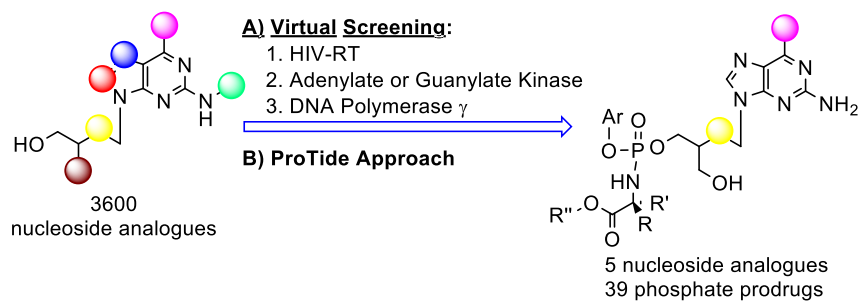 A) Virtual Screening:
1. HIV-RT
2. Adenylate or Guanylate Kinase
3. DNA Polymerase γ
B) ProTide Approach
N
N
N
N
H
HO
3600
nucleoside analogues
N
N
N
N
NH2
Ar
O
O
P
O
NH
OH
R''
O
R'
R
O
5 nucleoside analogues
39 phosphate prodrugs